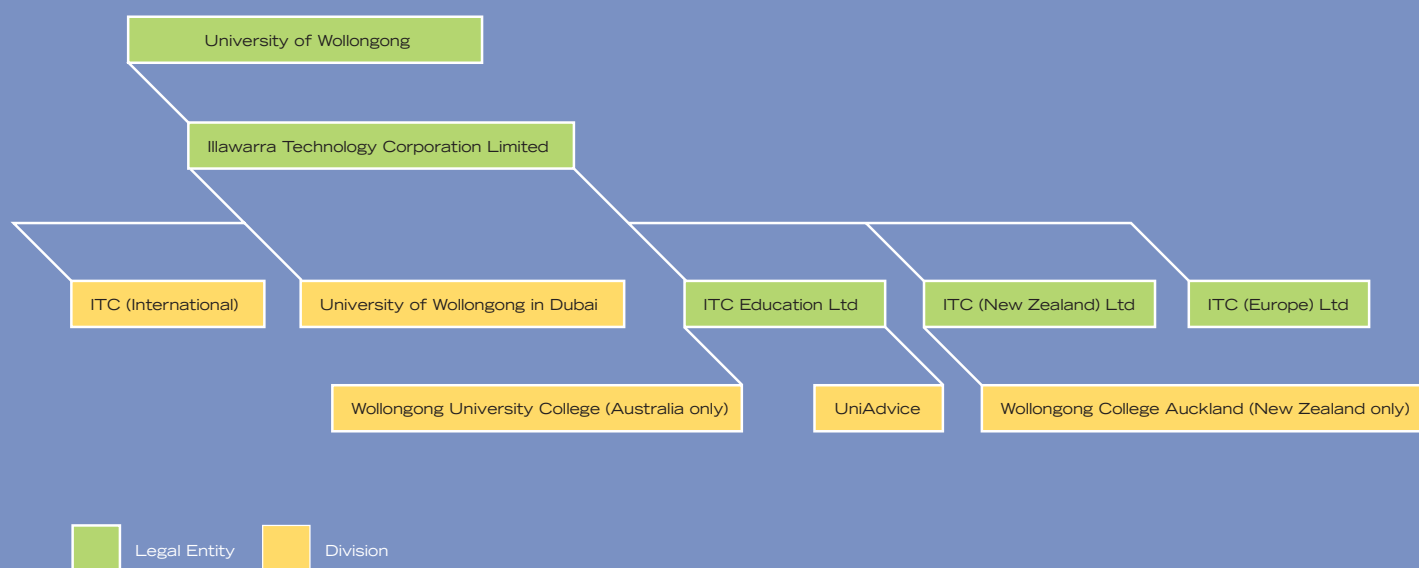 University of Wollongong
Illawarra Technology Corporation Limited
ITC (International)
University of Wollongong in Dubai
ITC Education Ltd
ITC (New Zealand) Ltd
ITC (Europe) Ltd
Wollongong University College (Australia only)
UniAdvice
Wollongong College Auckland (New Zealand only)
Legal Entity
Division